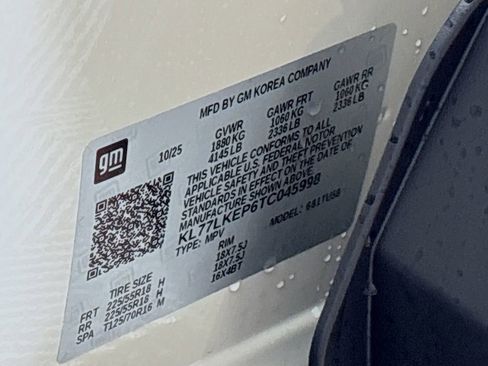 MFD BY GM KOREA COMPANY
gm
10/25 GVWR GAWR FRT GAWR RR
1880 KG 1060 KG 1060 KG
4145 LB 2336 LB 2336 LB
THIS VEHICLE CONFORMS TO ALL
APPLICABLE U.S. FEDERAL MOTOR
VEHICLE SAFETY AND THEFT PREVENTION
STANDARDS IN EFFECT ON THE DATE OF
MANUFACTURE SHOWN ABOVE
KL77LKEP6TC045998
TYPE: MPV MODEL:
TIRE SIZE RIM
FRT 225/55R18 H 18X7.5J
RR 225/55R18 H 18X7.5J
SPA T125/70R16 M 16X4BT